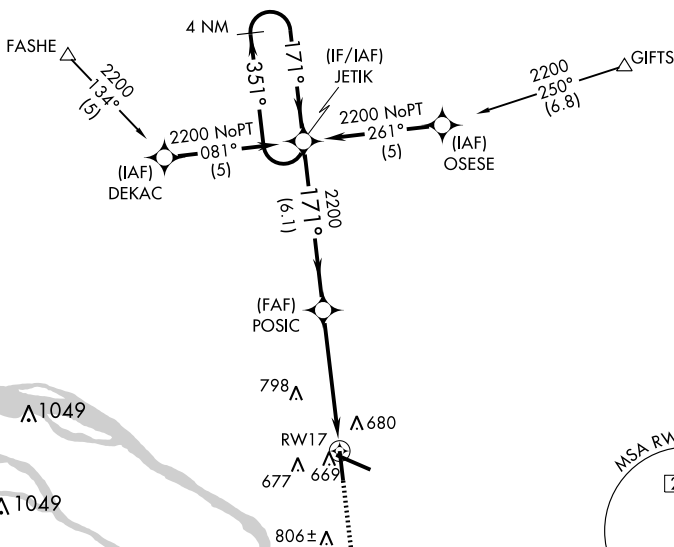 FASHE
4 NM
(IF/IAF)
JETIK
GIFTS
2200
134°
(5)
351°
171°
2200
250°
(6.8)
2200 NoPT
081°
(5)
2200 NoPT
261°
(5)
(IAF)
DEKAC
(IAF)
OSESE
2200
171°
(6.1)
(FAF)
POSIC
798
1049
680
RW17
677
669
1049
806±
MSA RW
2